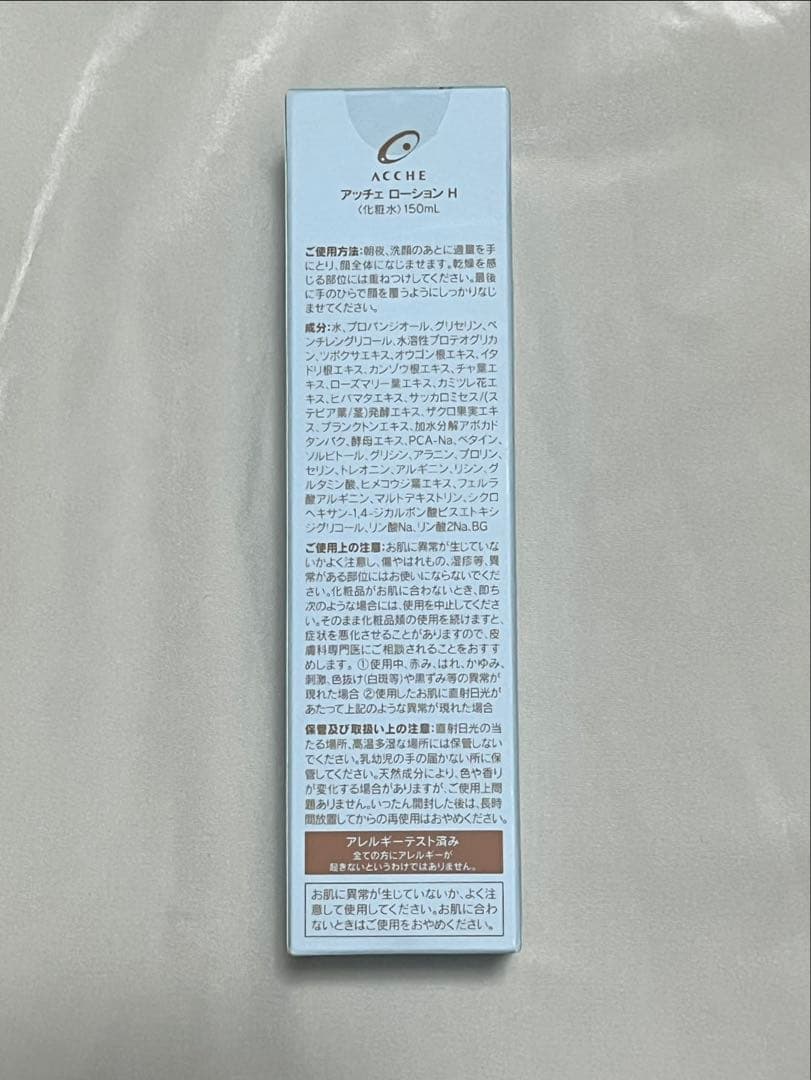 ACCHE
アッチェ ローション H
〈化粧水〉150mL
ご使用方法:朝夜、洗顔のあとに適量を手
にとり、顔全体になじませます。乾燥を感
じる部位には重ねづけしてください。最後
に手のひらで顔を覆うようにしっかりなじ
ませてください。
成分:水、プロパンジオール、グリセリン、ペ
ンチレングリコール、水溶性プロテオグリカ
ン、ツボクサエキス、オウゴン根エキス、イタ
ドリ根エキス、カンゾウ根エキス、チャ葉エ
キス、ローズマリー葉エキス、カミツレ花エ
キス、ヒバマタエキス、サッカロミセス/(ス
テビア葉/茎)発酵エキス、ザクロ果実エキ
ス、プランクトンエキス、加水分解アボカド
タンパク、酵母エキス、PCA-Na、ベタイン、
ソルビトール、グリシン、アラニン、プロリン、
セリン、トレオニン、アルギニン、リシン、グ
ルタミン酸、ヒメコウジ葉エキス、フェルラ
酸アルギニン、マルトデキストリン、シクロ
ヘキサン-1,4-ジカルボン酸ビスエトキシ
ジグリコール、リン酸Na、リン酸2Na、BG
ご使用上の注意:お肌に異常が生じていな
いかよく注意し、傷やはれもの、湿疹等、異
常がある部位にはお使いにならないでくだ
さい。化粧品がお肌に合わないとき、即ち
次のような場合には、使用を中止してくださ
い。そのまま化粧品類の使用を続けますと、
症状を悪化させることがありますので、皮
膚科専門医にご相談されることをおすす
めします。①使用中、赤み、はれ、かゆみ、
刺激、色抜け(白斑等)や黒ずみ等の異常が
現れた場合 ②使用したお肌に直射日光が
あたって上記のような異常が現れた場合
保管及び取扱い上の注意:直射日光の当
たる場所、高温多湿な場所には保管しない
でください。乳幼児の手の届かない所に保
管してください。天然成分により、色や香り
が変化する場合がありますが、ご使用上問
題ありません。いったん開封した後は、長時
間放置してからの再使用はおやめください。
アレルギーテスト済み
全ての方にアレルギーが
起きないというわけではありません。
お肌に異常が生じていないか、よく注
意して使用してください。お肌に合わ
ないときはご使用をおやめください。